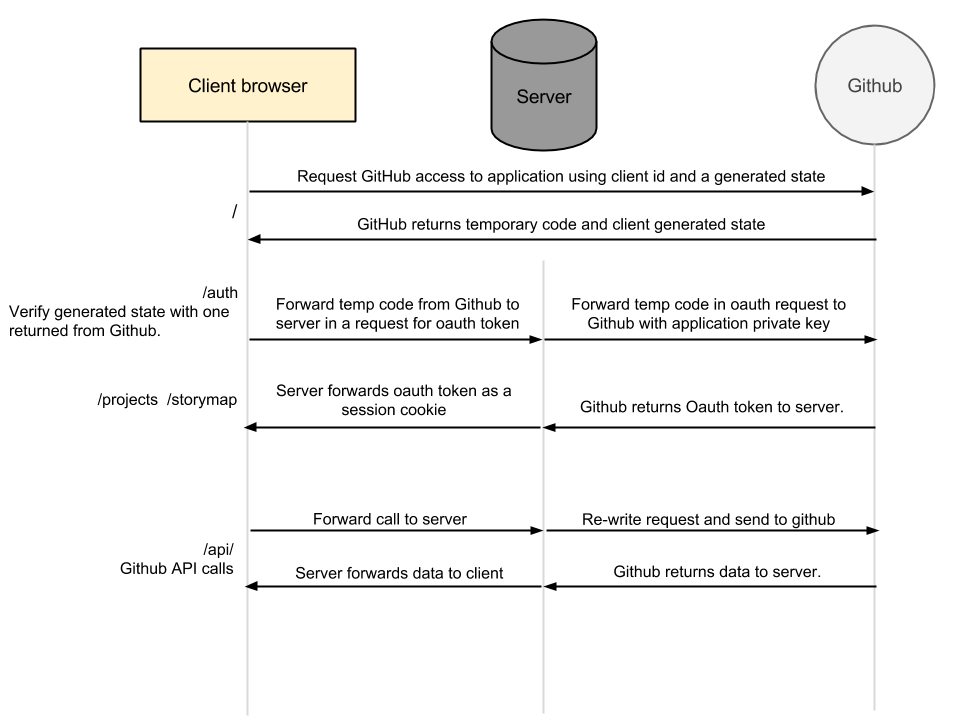 Client browser
Server
Github
Request GitHub access to application using client id and a generated state
/
GitHub returns temporary code and client generated state
/auth
Verify generated state with one
returned from Github.
Forward temp code from Github to
server in a request for oauth token
Forward temp code in oauth request to
Github with application private key
/projects /storymap
Server forwards oauth token as a
session cookie
Github returns Oauth token to server.
Forward call to server
Re-write request and send to github
/api/
Github API calls
Server forwards data to client
Github returns data to server.